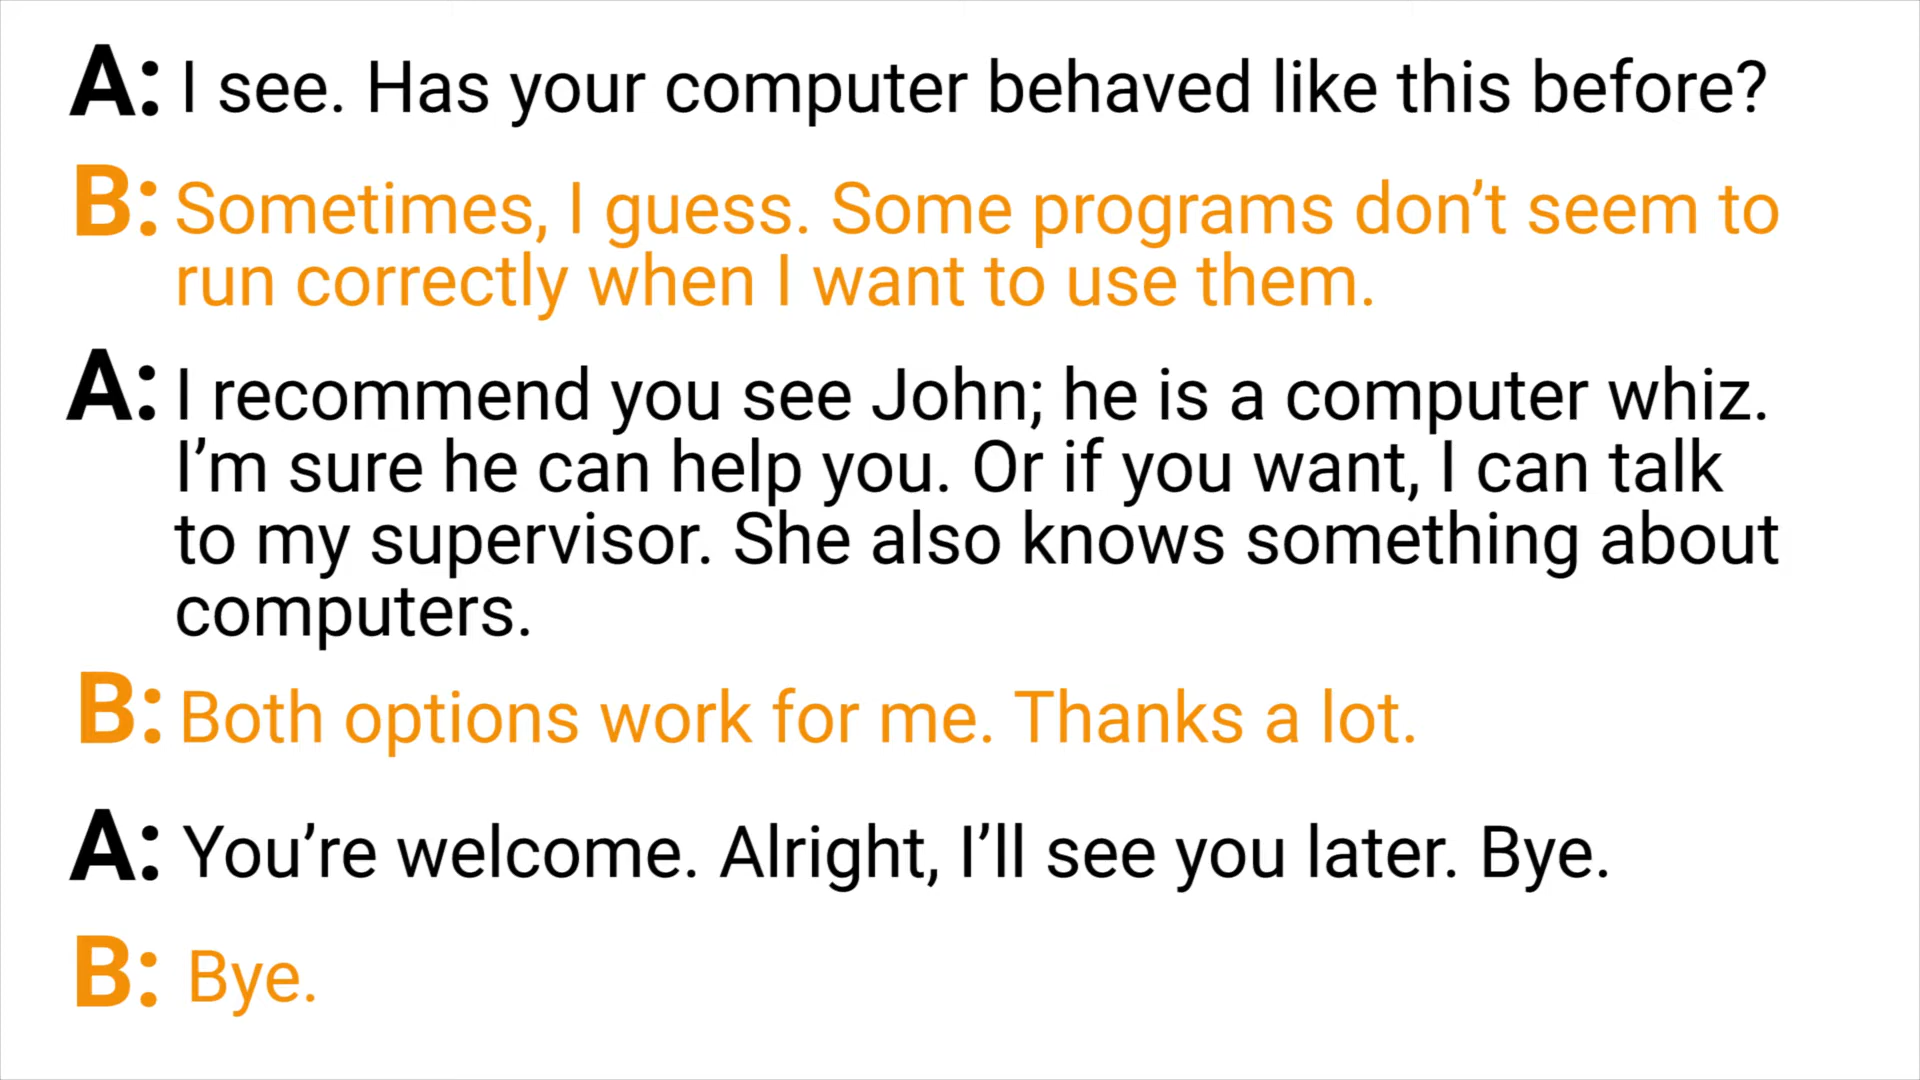 A: I see. Has your computer behaved like this before?
B: Sometimes, I guess. Some programs don’t seem to
run correctly when I want to use them.
A: I recommend you see John; he is a computer whiz.
I’m sure he can help you. Or if you want, I can talk
to my supervisor. She also knows something about
computers.
B: Both options work for me. Thanks a lot.
A: You’re welcome. Alright, I’ll see you later. Bye.
B: Bye.